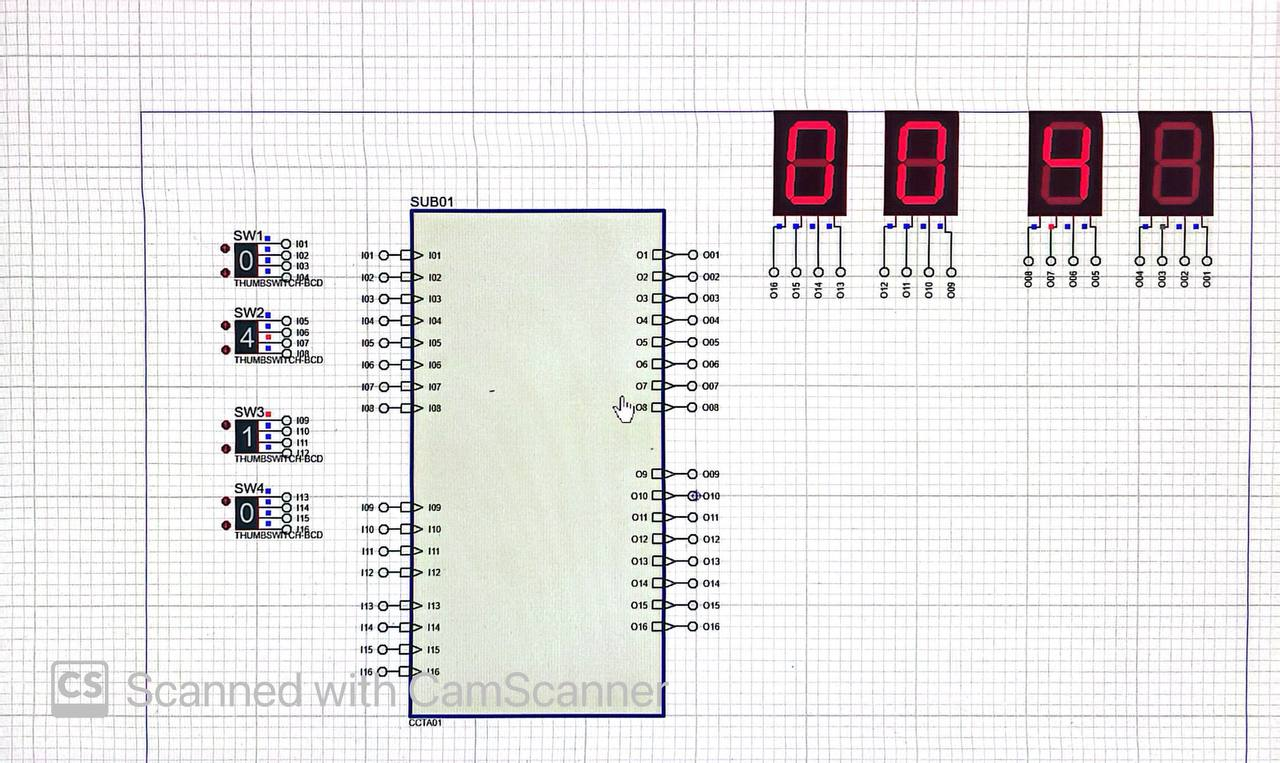 0 0 4
SUB01
SW1
0
I01
I02
I03
I04
THUMBSWITCH-BCD
SW2
4
I05
I06
I07
I08
THUMBSWITCH-BCD
SW3
1
I09
I10
I11
I12
THUMBSWITCH-BCD
SW4
0
I13
I14
I15
I16
THUMBSWITCH-BCD
I01 I01 O1 O01
I02 I02 O2 O02
I03 I03 O3 O03
I04 I04 O4 O04
I05 I05 O5 O05
I06 I06 O6 O06
I07 I07 O7 O07
I08 I08 O8 O08
O9 O09
O10 O10
I09 I09 O11 O11
I10 I10 O12 O12
I11 I11 O13 O13
I12 I12 O14 O14
I13 I13 O15 O15
I14 I14 O16 O16
I15 I15
I16 I16
CCTA01
O16 O15 O14 O13 O12 O11 O10 O09 O08 O07 O06 O05 O04 O03 O02 O01
CS Scanned with CamScanner